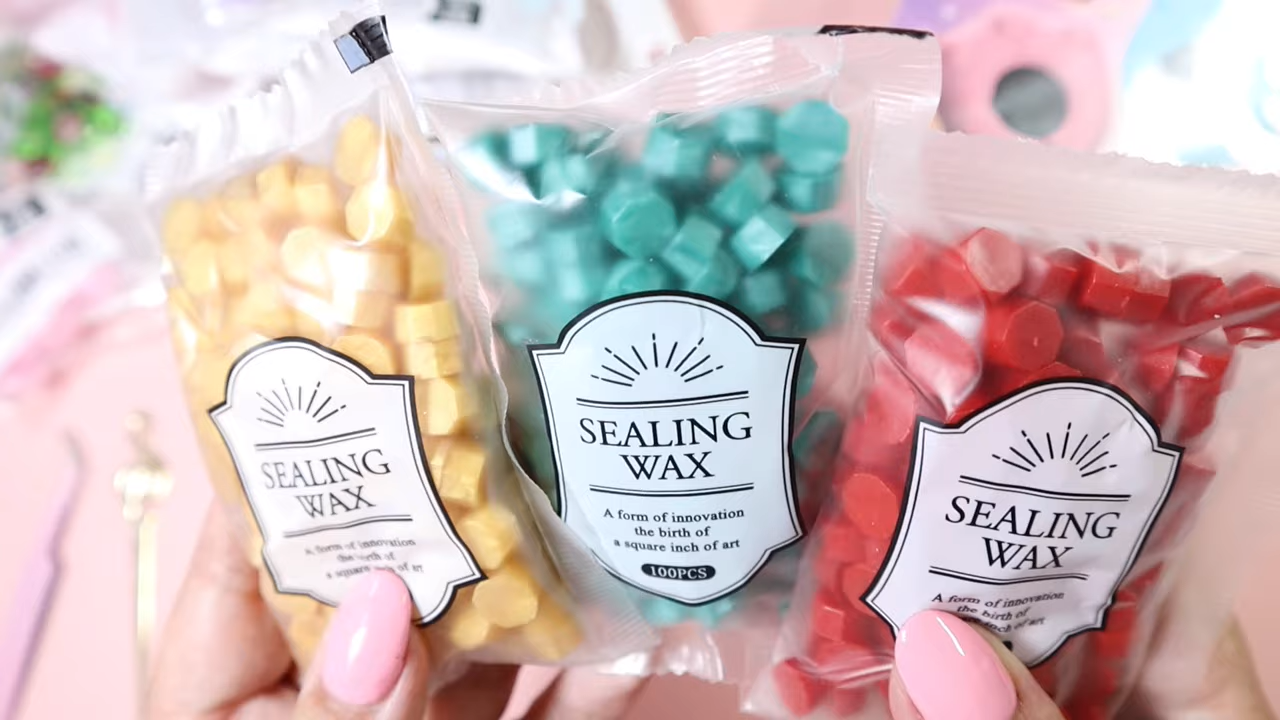 SEALING
WAX
A form of innovation
the birth of
a square inch of art
SEALING
WAX
A form of innovation
the birth of
a square inch of art
100PCS
SEALING
WAX
A form of innovation
the birth of
inch of art